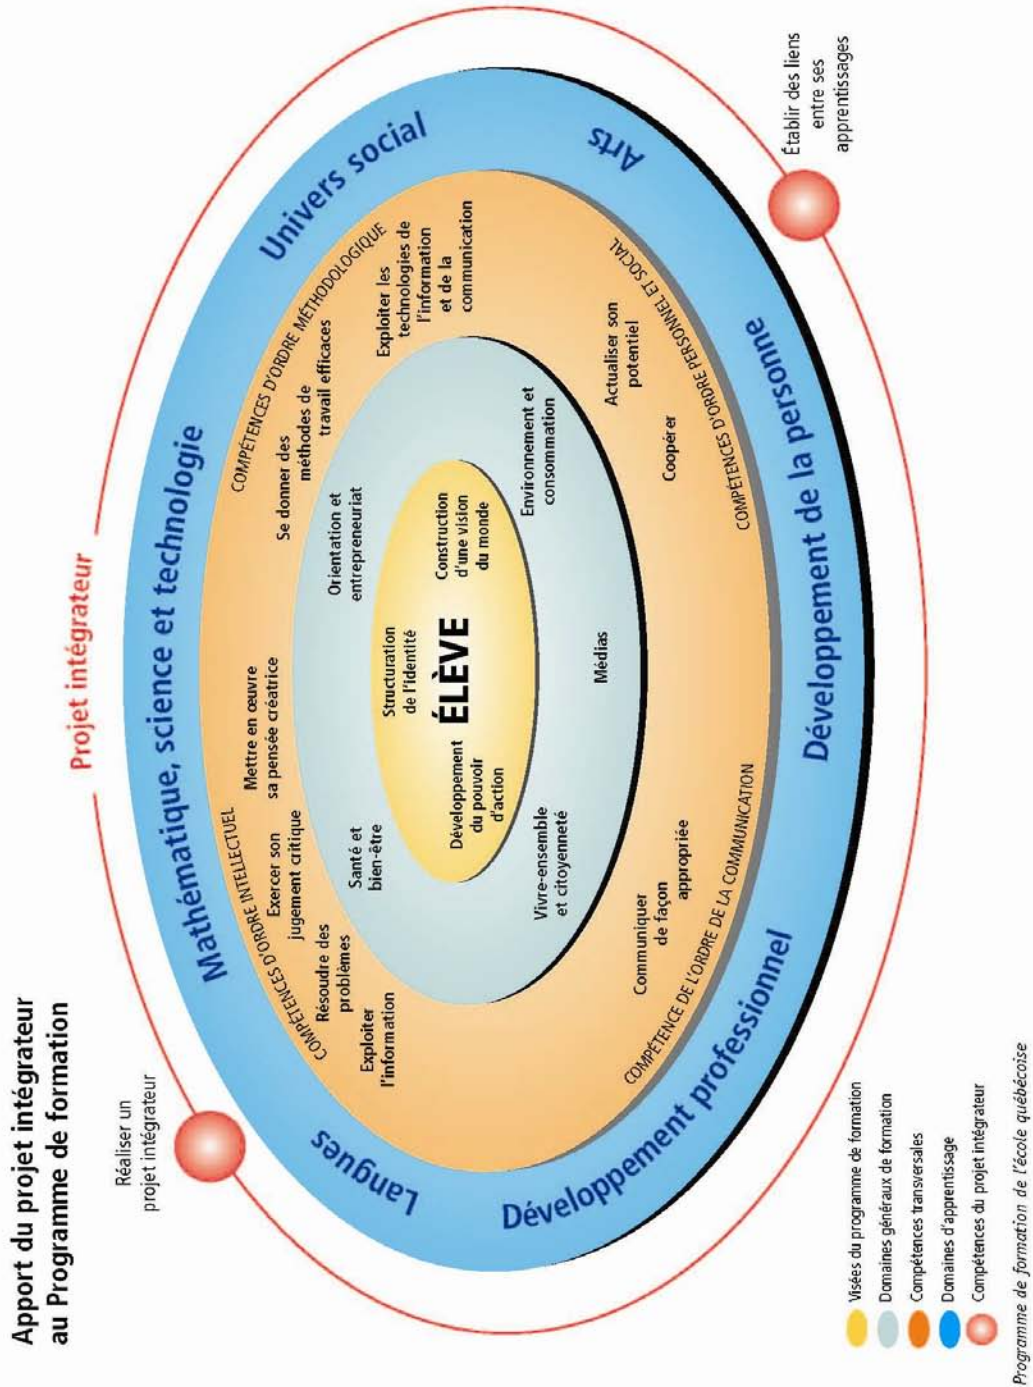 Apport du projet intégrateur
au Programme de formation
Projet intégrateur
Réaliser un
projet intégrateur
Établir des liens
entre ses
apprentissages
Mathématique, science et technologie
Univers social
Arts
Développement de la personne
Développement professionnel
Langues
COMPÉTENCES D'ORDRE INTELLECTUEL
Exploiter
l'information
Résoudre des
problèmes
Exercer son
jugement critique
Mettre en œuvre
sa pensée créatrice
COMPÉTENCES D'ORDRE MÉTHODOLOGIQUE
Se donner des
méthodes de
travail efficaces
Exploiter les
technologies de
l'information
et de la
communication
COMPÉTENCES D'ORDRE PERSONNEL ET SOCIAL
Actualiser son
potentiel
Coopérer
COMPÉTENCE DE L'ORDRE DE LA COMMUNICATION
Communiquer
de façon
appropriée
Santé et
bien-être
Orientation et
entrepreneuriat
Environnement et
consommation
Médias
Vivre-ensemble
et citoyenneté
Structuration
de l'identité
Construction
d'une vision
du monde
Développement
du pouvoir
d'action
ÉLÈVE
Visées du programme de formation
Domaines généraux de formation
Compétences transversales
Domaines d'apprentissage
Compétences du projet intégrateur
Programme de formation de l'école québécoise